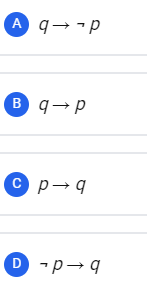 A q → ¬ p
B q → p
C p → q
D ¬ p → q